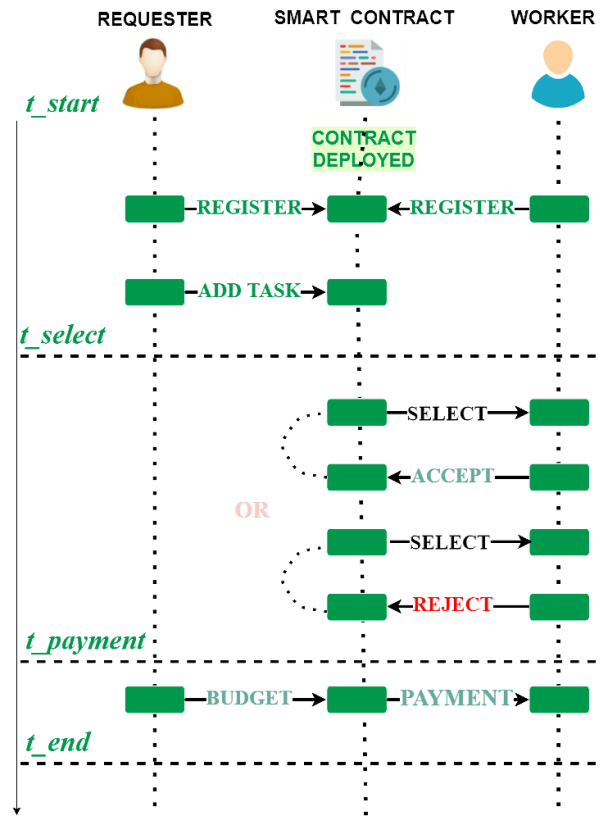 REQUESTER SMART CONTRACT WORKER
t_start
CONTRACT
DEPLOYED
REGISTER REGISTER
ADD TASK
t_select
SELECT
ACCEPT
OR
SELECT
REJECT
t_payment
BUDGET PAYMENT
t_end